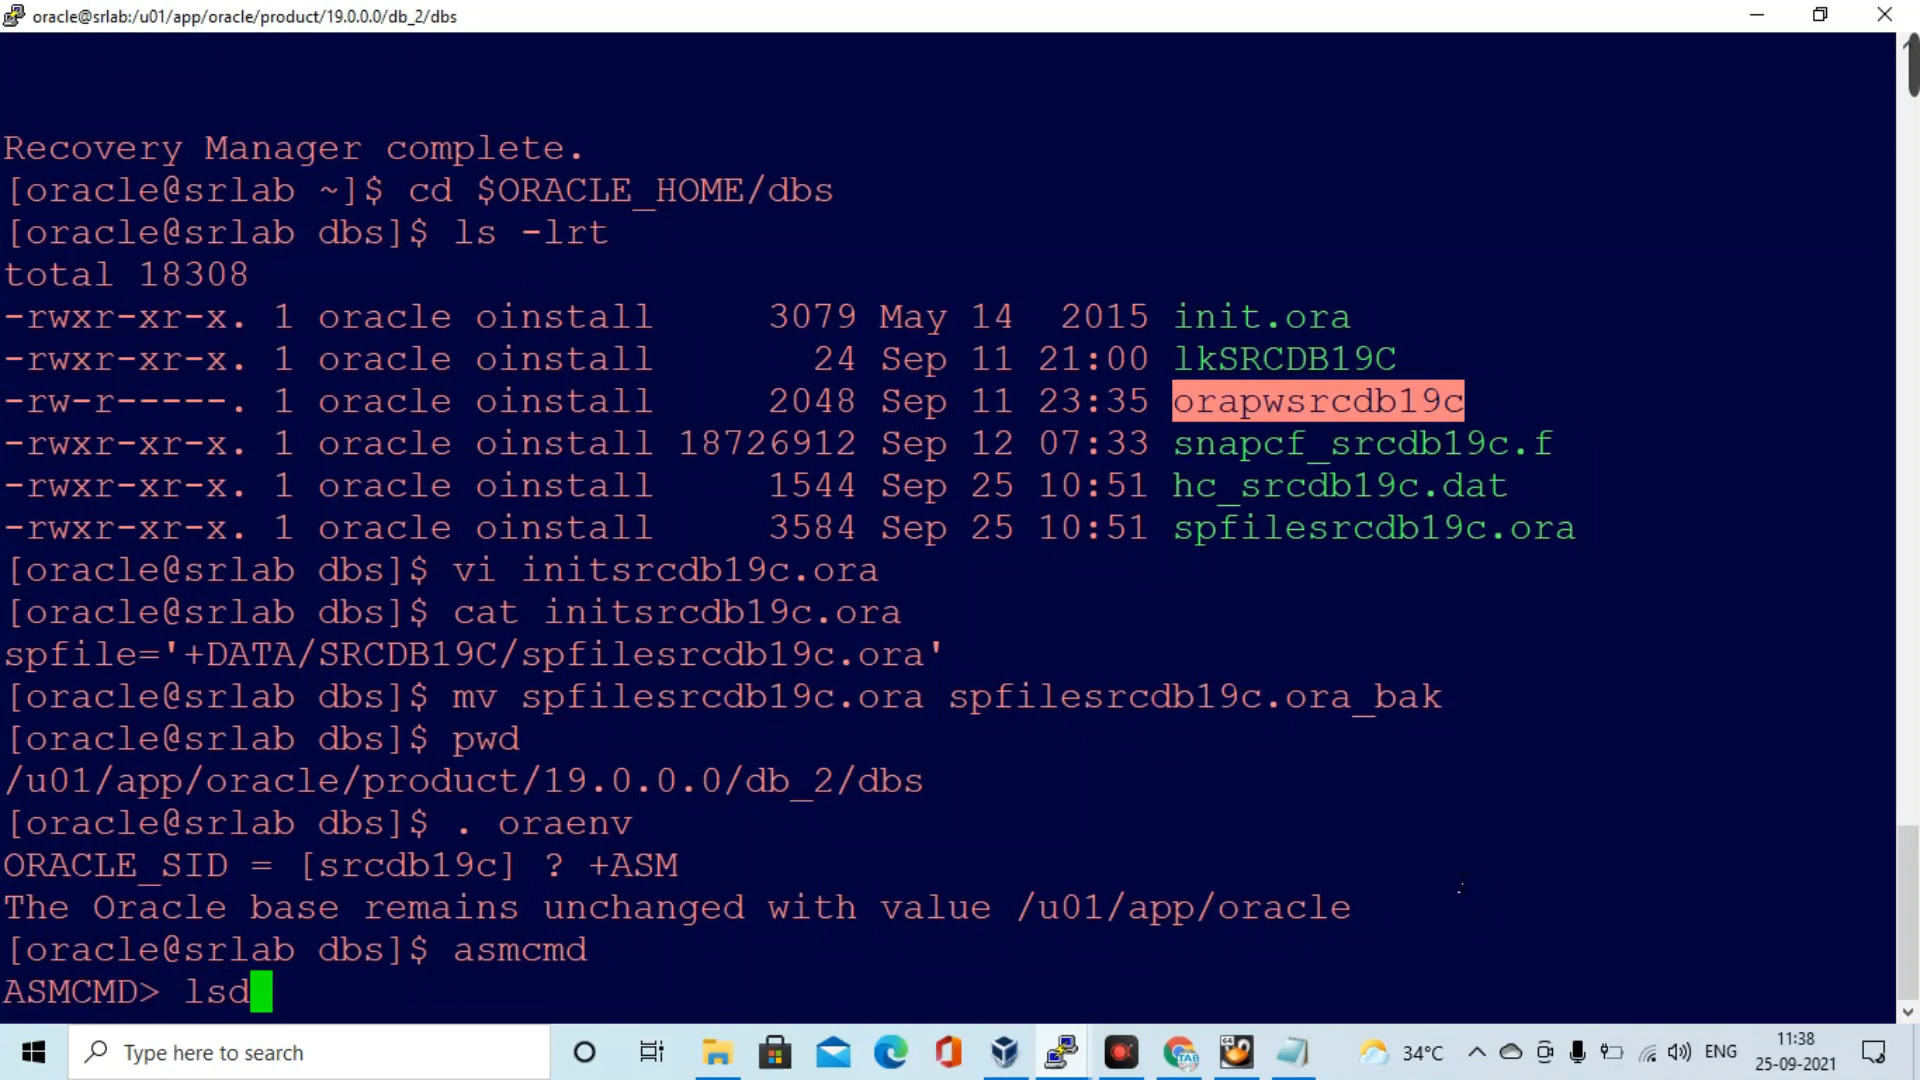 oracle@srlab:/u01/app/oracle/product/19.0.0.0/db_2/dbs
Recovery Manager complete.
[oracle@srlab ~]$ cd $ORACLE_HOME/dbs
[oracle@srlab dbs]$ ls -lrt
total 18308
-rwxr-xr-x. 1 oracle oinstall 3079 May 14 2015 init.ora
-rwxr-xr-x. 1 oracle oinstall 24 Sep 11 21:00 lkSRCDB19C
-rw-r-----. 1 oracle oinstall 2048 Sep 11 23:35 orapwsrcdb19c
-rwxr-xr-x. 1 oracle oinstall 18726912 Sep 12 07:33 snapcf_srcdb19c.f
-rwxr-xr-x. 1 oracle oinstall 1544 Sep 25 10:51 hc_srcdb19c.dat
-rwxr-xr-x. 1 oracle oinstall 3584 Sep 25 10:51 spfilesrcdb19c.ora
[oracle@srlab dbs]$ vi initsrcdb19c.ora
[oracle@srlab dbs]$ cat initsrcdb19c.ora
spfile='+DATA/SRCDB19C/spfilesrcdb19c.ora'
[oracle@srlab dbs]$ mv spfilesrcdb19c.ora spfilesrcdb19c.ora_bak
[oracle@srlab dbs]$ pwd
/u01/app/oracle/product/19.0.0.0/db_2/dbs
[oracle@srlab dbs]$ . oraenv
ORACLE_SID = [srcdb19c] ? +ASM
The Oracle base remains unchanged with value /u01/app/oracle
[oracle@srlab dbs]$ asmcmd
ASMCMD> lsd
Type here to search
34°C
ENG
11:38
25-09-2021